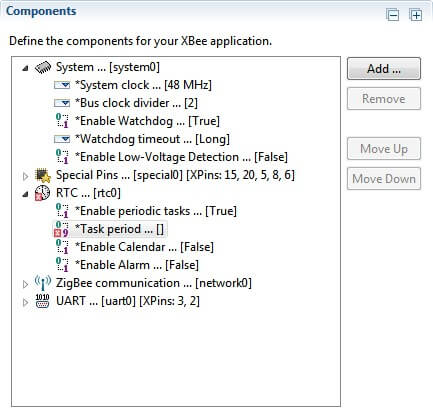 Components
Define the components for your XBee application.
System ... [system0]
*System clock ... [48 MHz]
*Bus clock divider ... [2]
*Enable Watchdog ... [True]
*Watchdog timeout ... [Long]
*Enable Low-Voltage Detection ... [False]
Special Pins ... [special0] [XPins: 15, 20, 5, 8, 6]
RTC ... [rtc0]
*Enable periodic tasks ... [True]
*Task period ... []
*Enable Calendar ... [False]
*Enable Alarm ... [False]
ZigBee communication ... [network0]
UART ... [uart0] [XPins: 3, 2]
Add ...
Remove
Move Up
Move Down